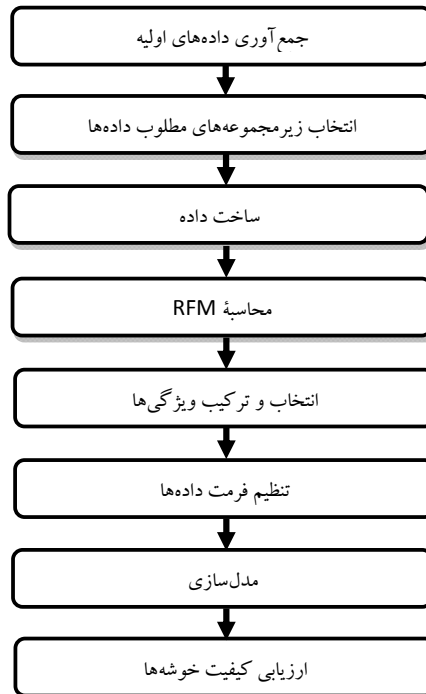 جمع‌آوری داده‌های اولیه
انتخاب زیرمجموعه‌های مطلوب داده‌ها
ساخت داده
محاسبهٔ RFM
انتخاب و ترکیب ویژگی‌ها
تنظیم فرمت داده‌ها
مدل‌سازی
ارزیابی کیفیت خوشه‌ها